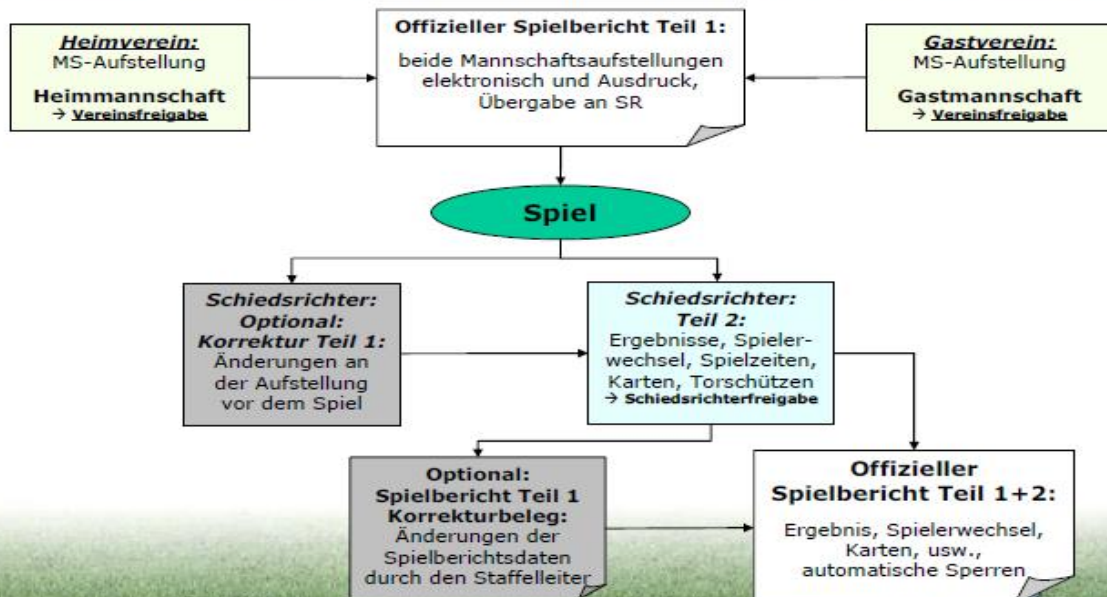 Heimverein:
MS-Aufstellung
Heimmannschaft
→ Vereinsfreigabe
Offizieller Spielbericht Teil 1:
beide Mannschaftsaufstellungen
elektronisch und Ausdruck,
Übergabe an SR
Gastverein:
MS-Aufstellung
Gastmannschaft
→ Vereinsfreigabe
Spiel
Schiedsrichter:
Optional:
Korrektur Teil 1:
Änderungen an
der Aufstellung
vor dem Spiel
Schiedsrichter:
Teil 2:
Ergebnisse, Spieler-
wechsel, Spielzeiten,
Karten, Torschützen
→ Schiedsrichterfreigabe
Optional:
Spielbericht Teil 1
Korrekturbeleg:
Änderungen der
Spielberichtsdaten
durch den Staffelleiter
Offizieller
Spielbericht Teil 1+2:
Ergebnis, Spielerwechsel,
Karten, usw.,
automatische Sperren